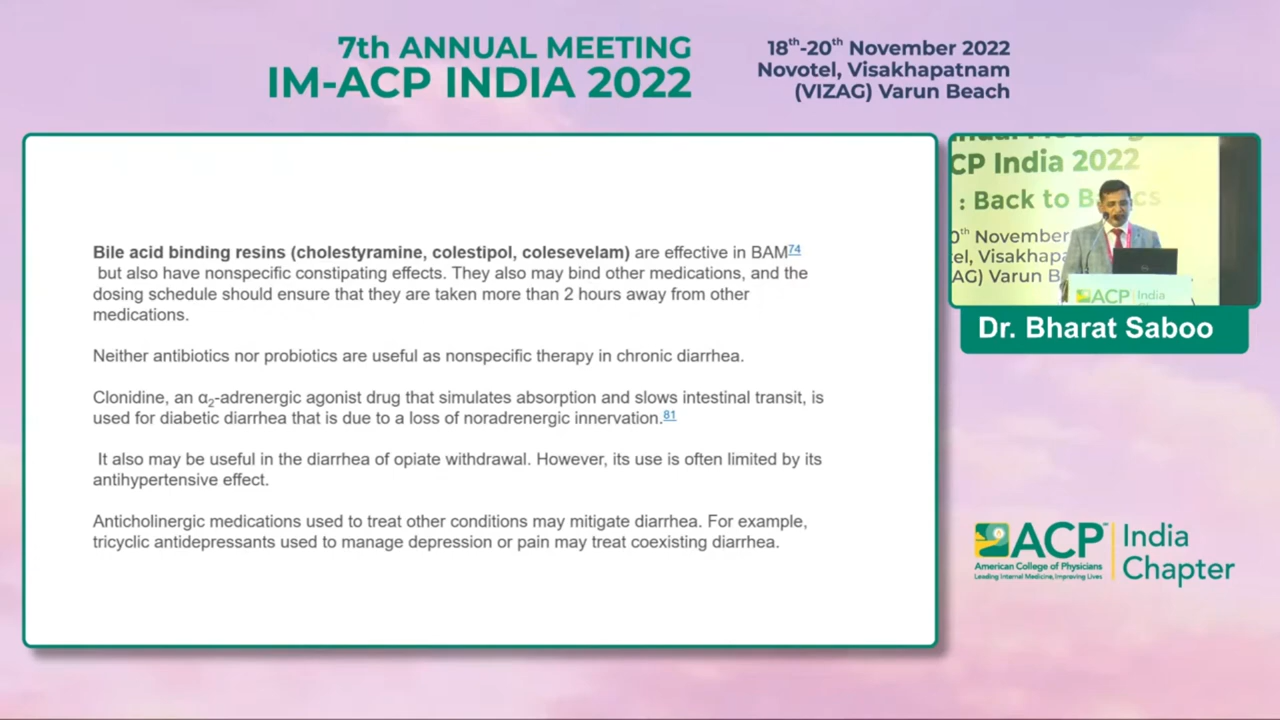 7th ANNUAL MEETING
IM-ACP INDIA 2022
18th-20th November 2022
Novotel, Visakhapatnam
(VIZAG) Varun Beach
Bile acid binding resins (cholestyramine, colestipol, colesevelam) are effective in BAM74
but also have nonspecific constipating effects. They also may bind other medications, and the
dosing schedule should ensure that they are taken more than 2 hours away from other
medications.
Neither antibiotics nor probiotics are useful as nonspecific therapy in chronic diarrhea.
Clonidine, an α2-adrenergic agonist drug that simulates absorption and slows intestinal transit, is
used for diabetic diarrhea that is due to a loss of noradrenergic innervation.81
It also may be useful in the diarrhea of opiate withdrawal. However, its use is often limited by its
antihypertensive effect.
Anticholinergic medications used to treat other conditions may mitigate diarrhea. For example,
tricyclic antidepressants used to manage depression or pain may treat coexisting diarrhea.
CP India 2022
: Back to B cs
0th November
el, Visakhapa
AG) Varun B
ACP India
Dr. Bharat Saboo
ACP
American College of Physicians
Leading Internal Medicine, Improving Lives
India
Chapter